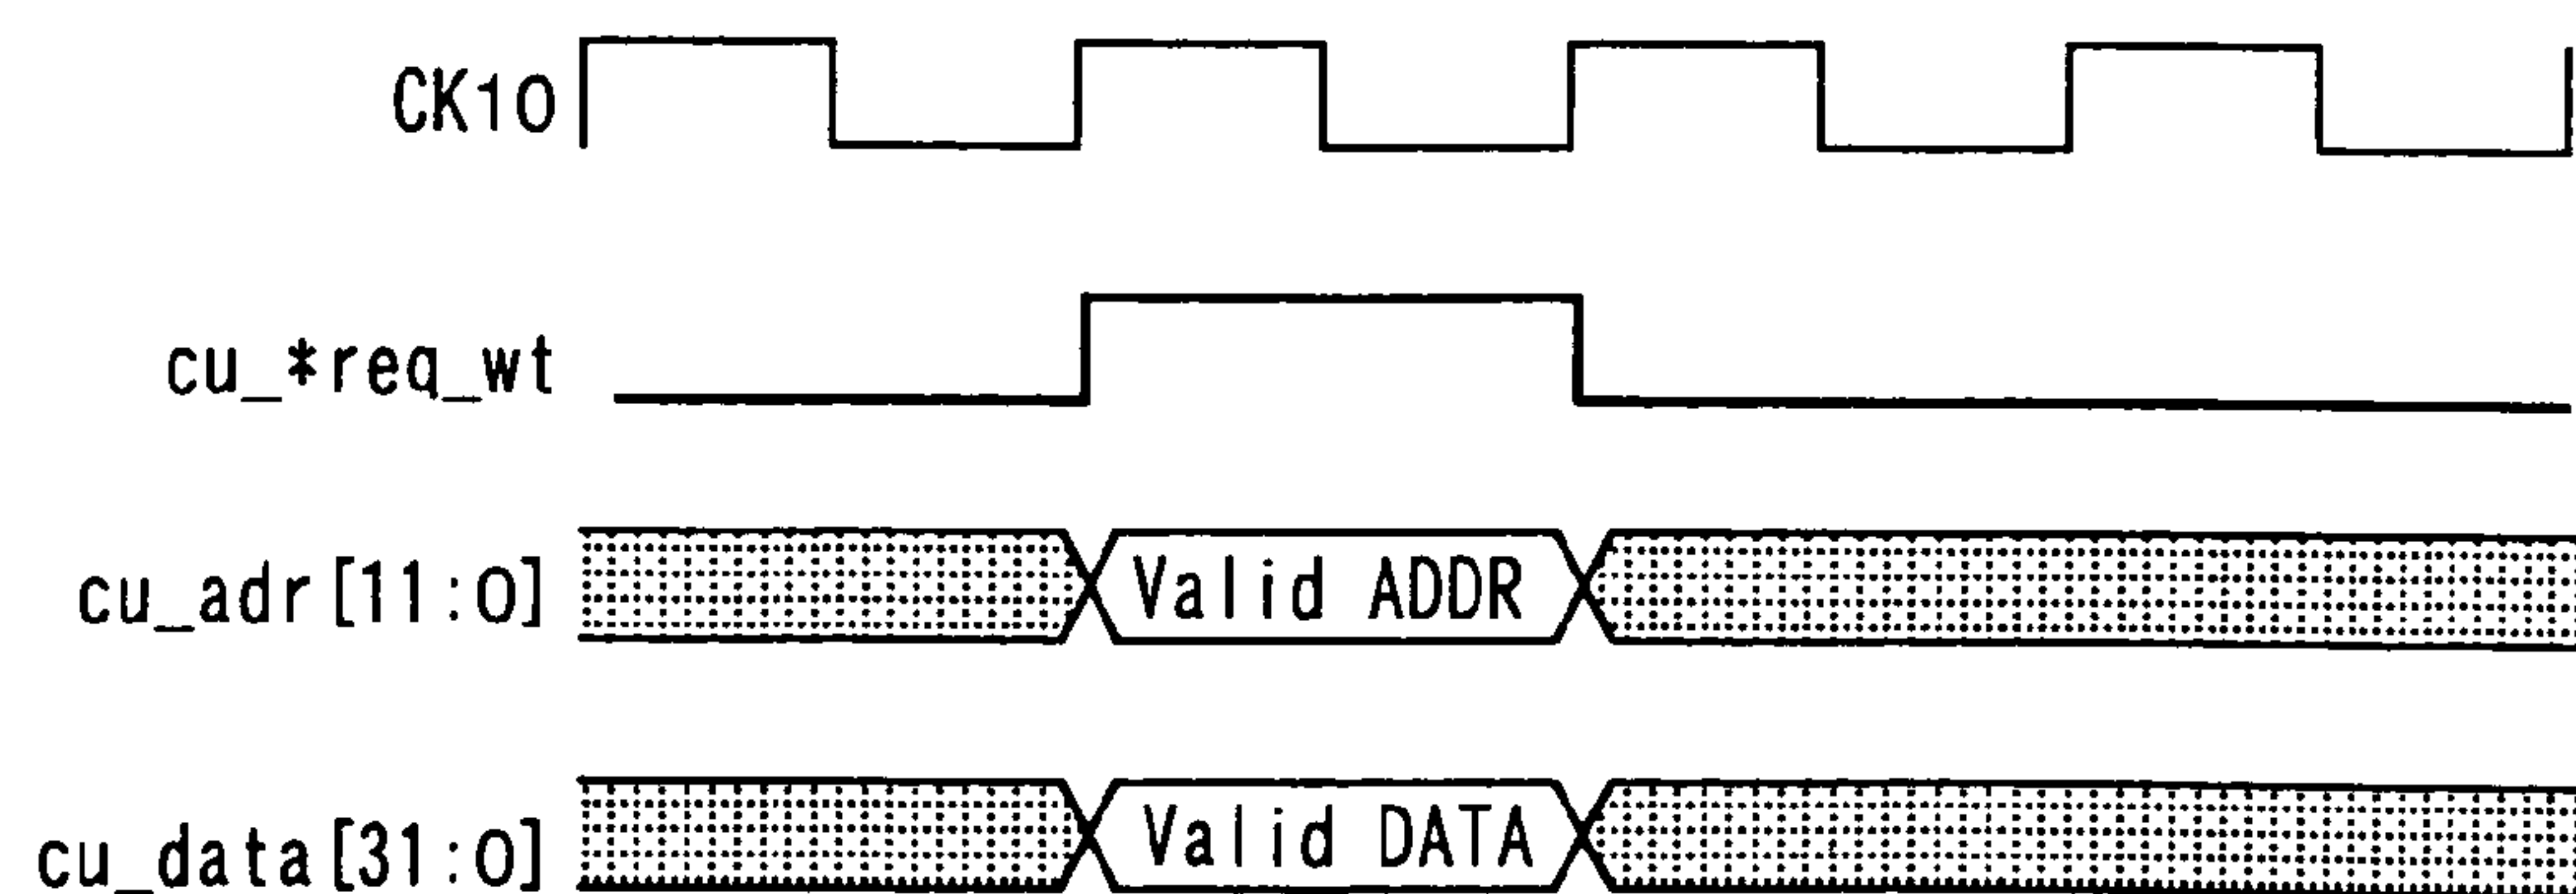 CK10
cu_*req_wt
cu_adr[11:0] Valid ADDR
cu_data[31:0] Valid DATA